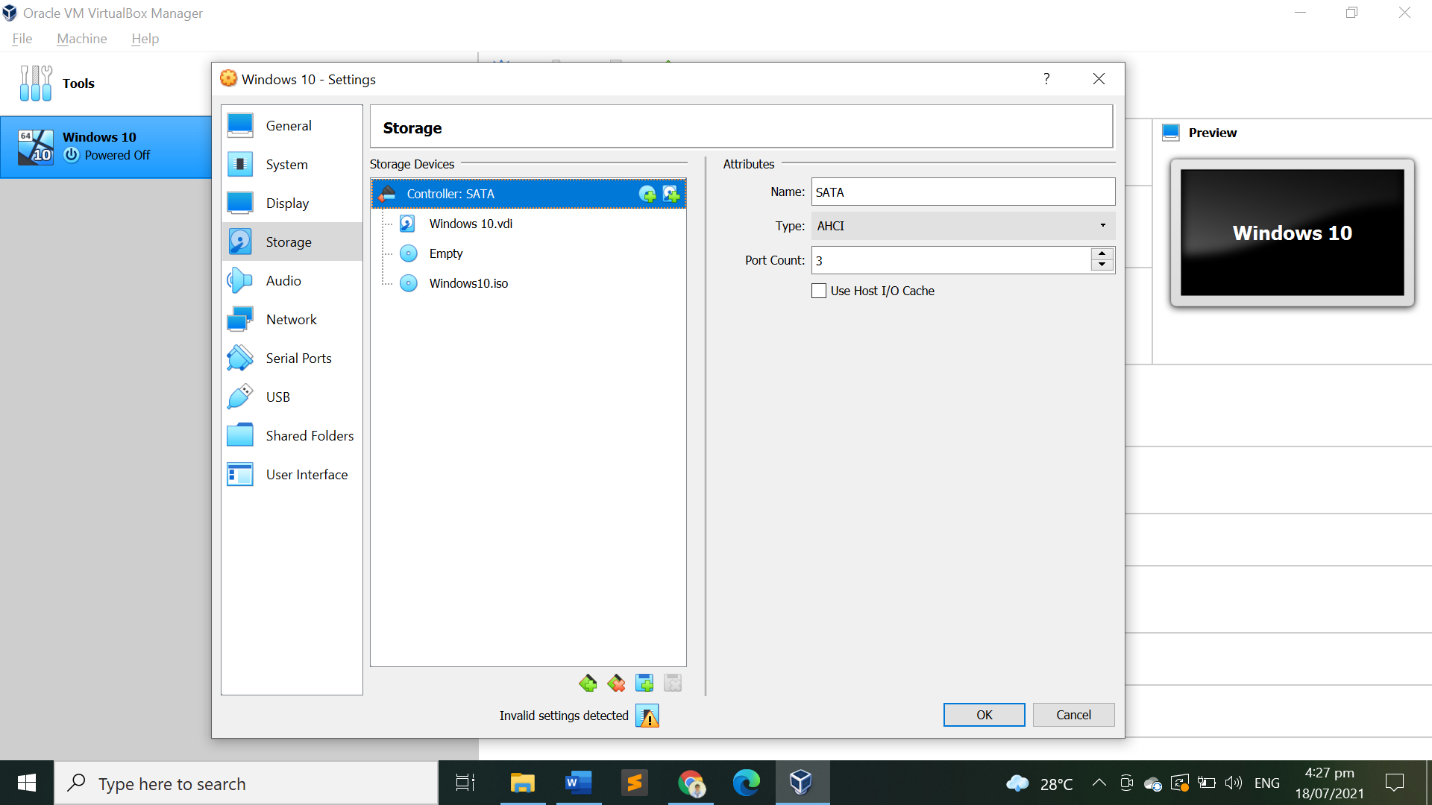 Oracle VM VirtualBox Manager
File Machine Help
Tools
Windows 10
Powered Off
64
10
Windows 10 - Settings
?
General
System
Display
Storage
Audio
Network
Serial Ports
USB
Shared Folders
User Interface
Storage
Storage Devices
Controller: SATA
Windows 10.vdi
Empty
Windows10.iso
Attributes
Name: SATA
Type: AHCI
Port Count: 3
Use Host I/O Cache
Invalid settings detected
OK Cancel
Preview
Windows 10
Type here to search
W
S
28°C
ENG
4:27 pm
18/07/2021